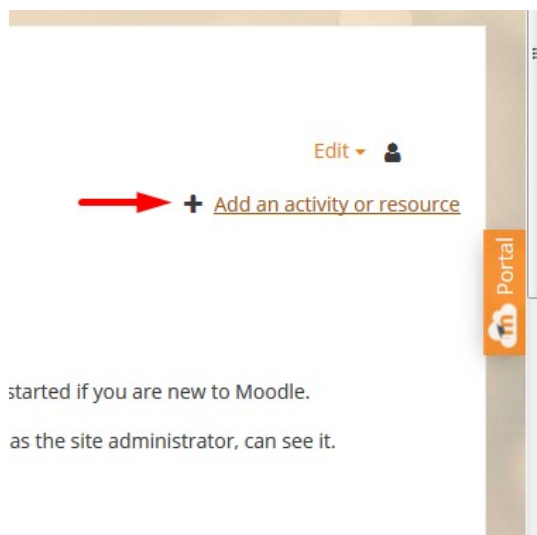 Edit
Add an activity or resource
Portal
started if you are new to Moodle.
as the site administrator, can see it.